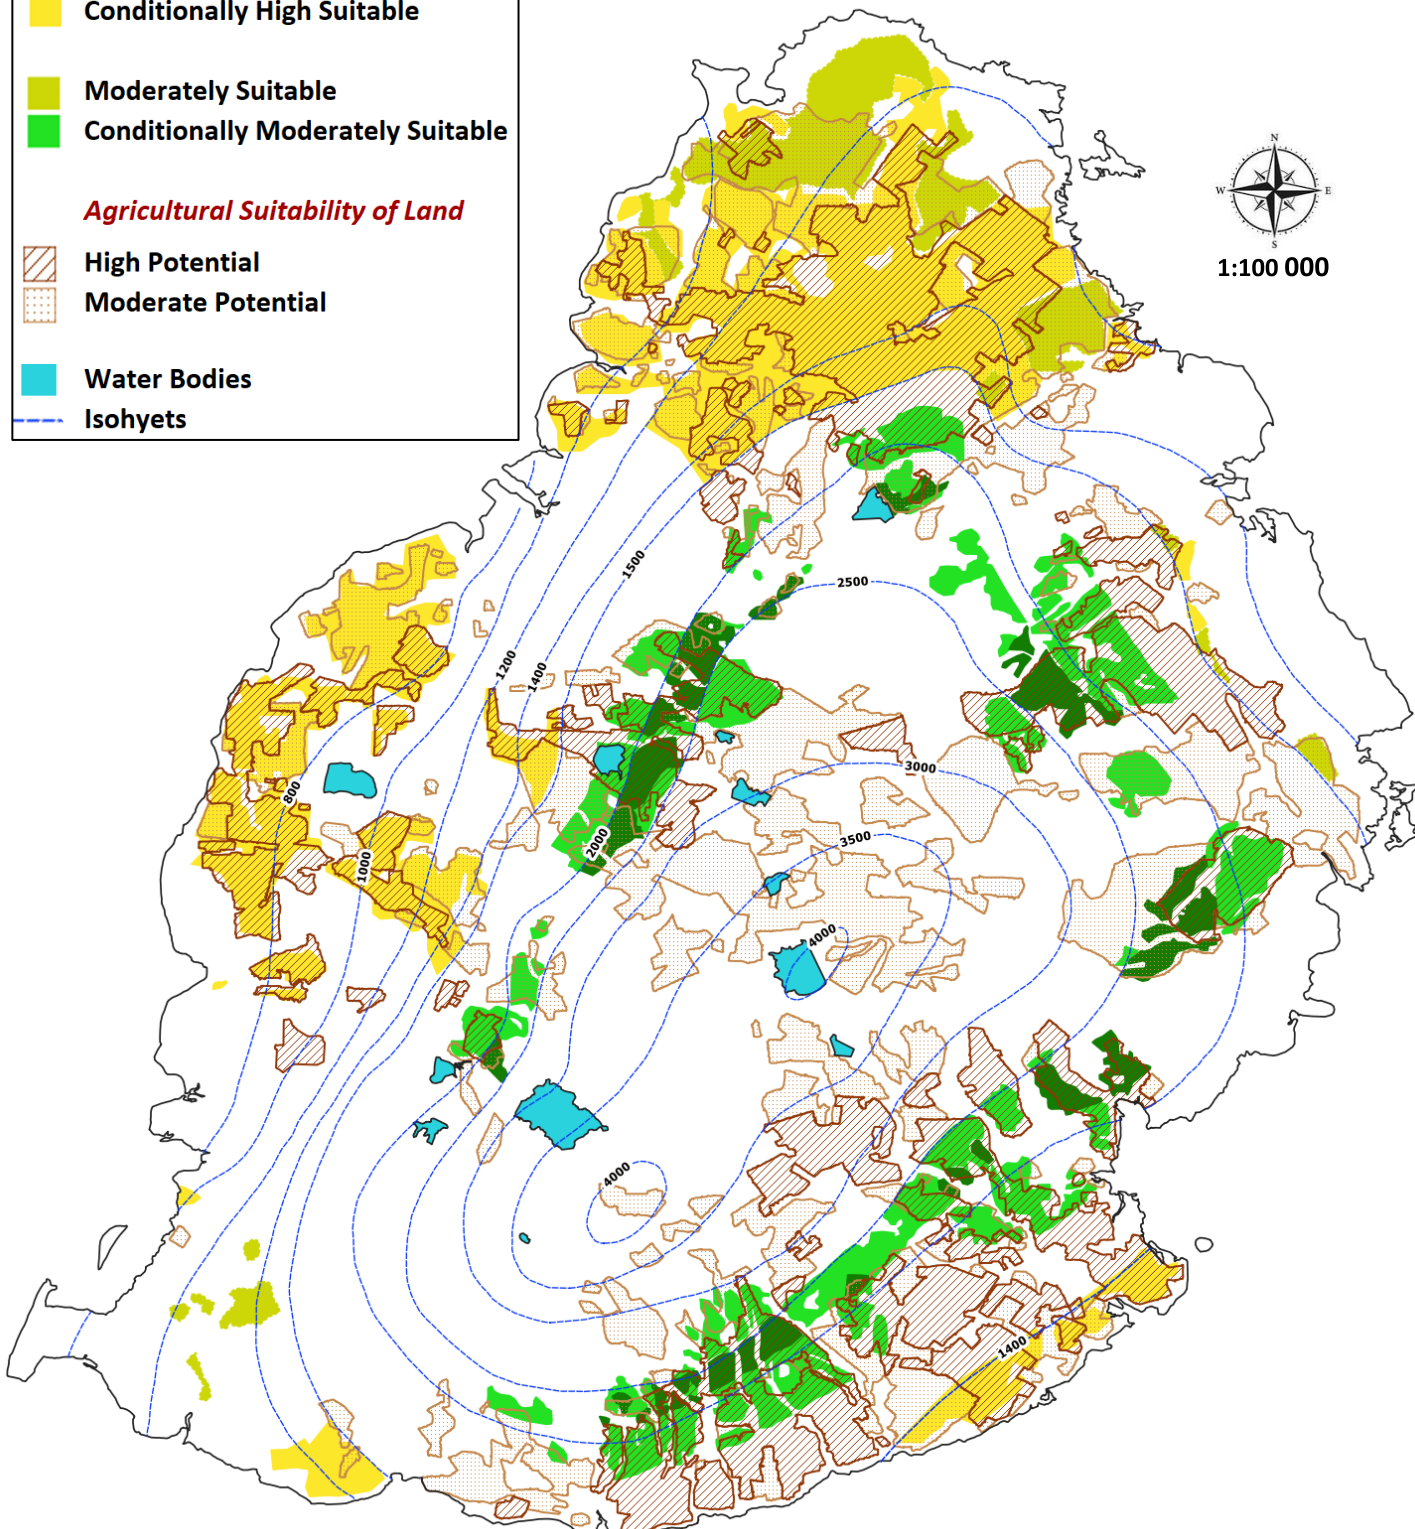 Conditionally High Suitable
Moderately Suitable
Conditionally Moderately Suitable
Agricultural Suitability of Land
High Potential
Moderate Potential
Water Bodies
Isohyets
N
W
E
S
1:100 000
1500
2500
1200
1400
3000
800
2000
3500
1000
4000
4000
1400